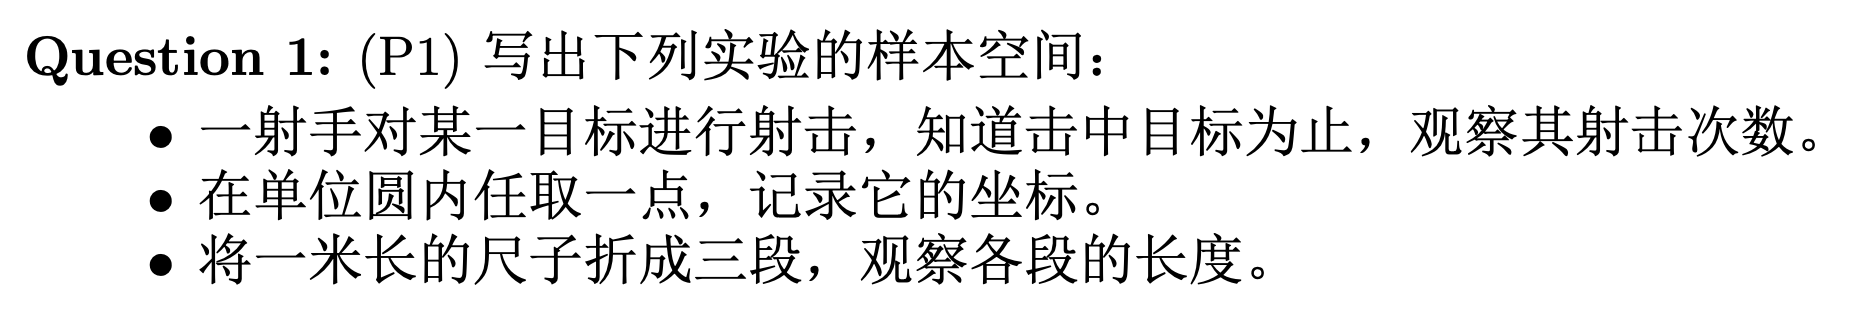 Question 1: (P1) 写出下列实验的样本空间：
• 一射手对某一目标进行射击，知道击中目标为止，观察其射击次数。
• 在单位圆内任取一点，记录它的坐标。
• 将一米长的尺子折成三段，观察各段的长度。